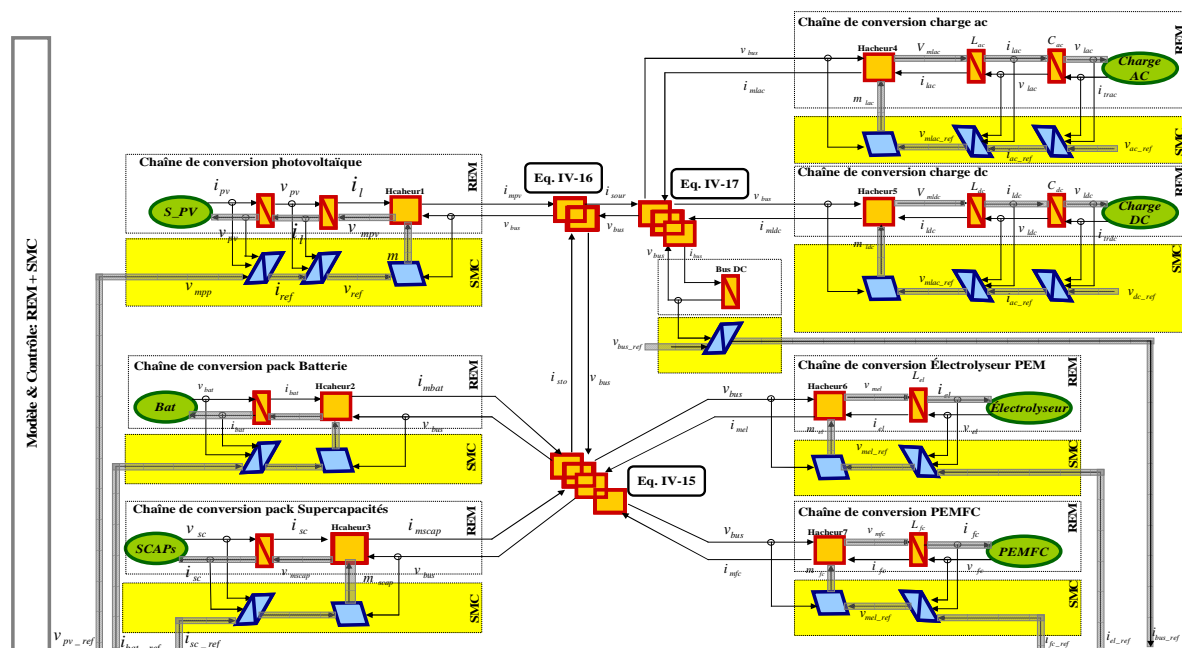 Modèle & Contrôle: REM + SMC
Chaîne de conversion photovoltaïque
REM
i_pv
v_pv
i_l
Hcaheur1
S_PV
v_pv
i_l
v_mpv
m
SMC
v_mpp
i_ref
v_ref
i_mpv
v_bus
Eq. IV-16
i_sour
v_bus
Eq. IV-17
v_bus
i_mlac
v_bus
i_mldc
v_bus
i_bus
Bus DC
v_bus_ref
i_sto
v_bus
Chaîne de conversion charge ac
REM
Hacheur4
V_mlac
L_ac
i_lac
C_ac
v_lac
Charge AC
i_lac
v_lac
i_trac
m_lac
SMC
v_mlac_ref
i_ac_ref
v_ac_ref
Chaîne de conversion charge dc
REM
Hacheur5
v_mldc
L_dc
i_ldc
C_dc
v_ldc
Charge DC
i_ldc
v_ldc
i_trdc
m_ldc
SMC
v_mlac_ref
i_ac_ref
v_dc_ref
Chaîne de conversion pack Batterie
REM
v_bat
i_bat
Hcaheur2
i_mbat
Bat
i_bat
v_bus
SMC
Chaîne de conversion pack Supercapacités
REM
v_sc
i_sc
Hcaheur3
i_mscap
SCAPs
i_sc
v_mscap
m_scap
v_bus
SMC
Eq. IV-15
v_bus
i_mel
v_bus
i_mfc
Chaîne de conversion Électrolyseur PEM
REM
Hacheur6
v_mel
L_el
i_el
Électrolyseur
i_el
v_el
m_el
SMC
v_mel_ref
Chaîne de conversion PEMFC
REM
Hacheur7
v_mfc
L_fc
i_fc
PEMFC
i_fc
v_fc
m_fc
SMC
v_mel_ref
v_pv_ref
i_bat_ref
i_sc_ref
i_fc_ref
i_el_ref
i_bus_ref